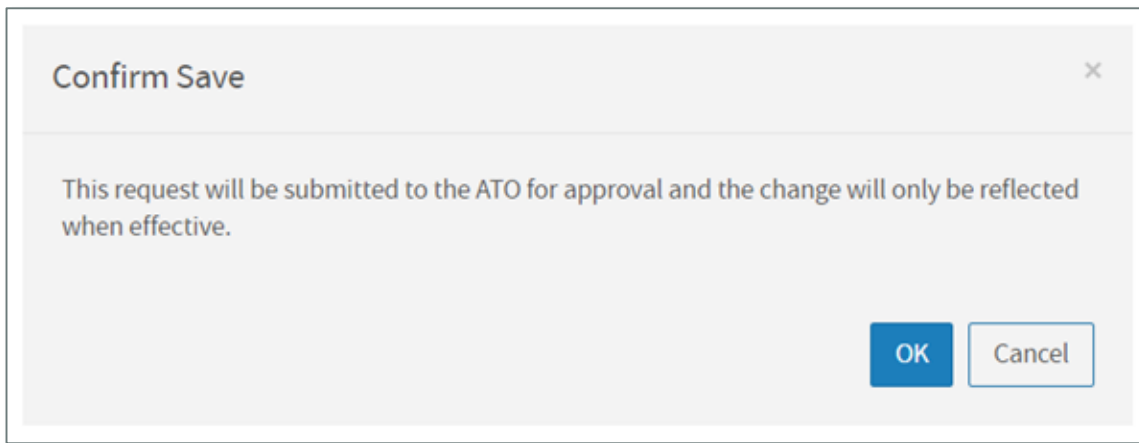 Confirm Save
×
This request will be submitted to the ATO for approval and the change will only be reflected
when effective.
OK
Cancel